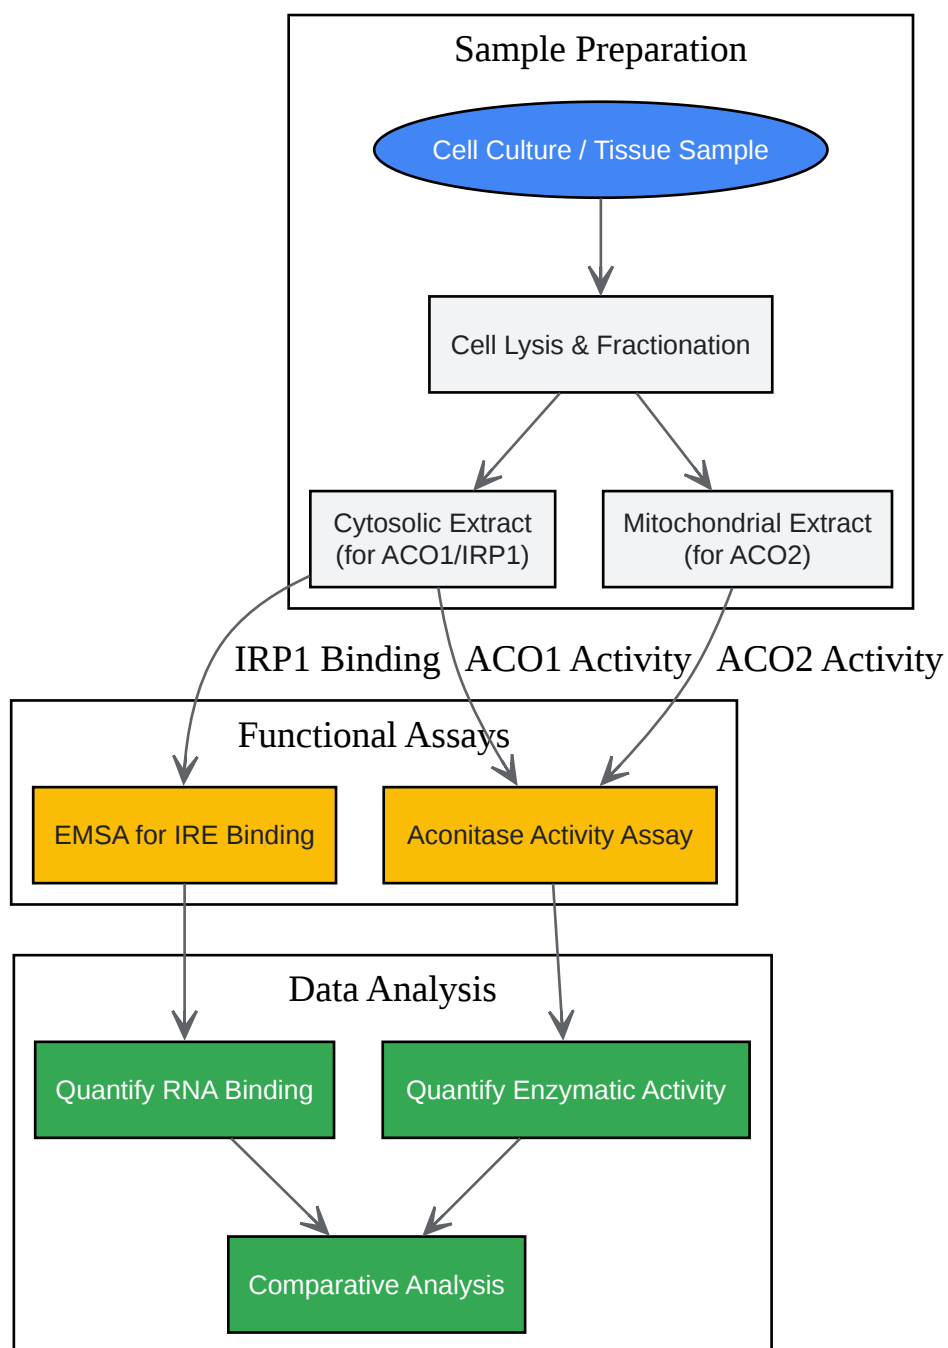 Sample Preparation
Cell Culture / Tissue Sample
Cell Lysis & Fractionation
Cytosolic Extract
(for ACO1/IRP1)
Mitochondrial Extract
(for ACO2)
IRP1 Binding
ACO1 Activity
ACO2 Activity
Functional Assays
EMSA for IRE Binding
Aconitase Activity Assay
Data Analysis
Quantify RNA Binding
Quantify Enzymatic Activity
Comparative Analysis